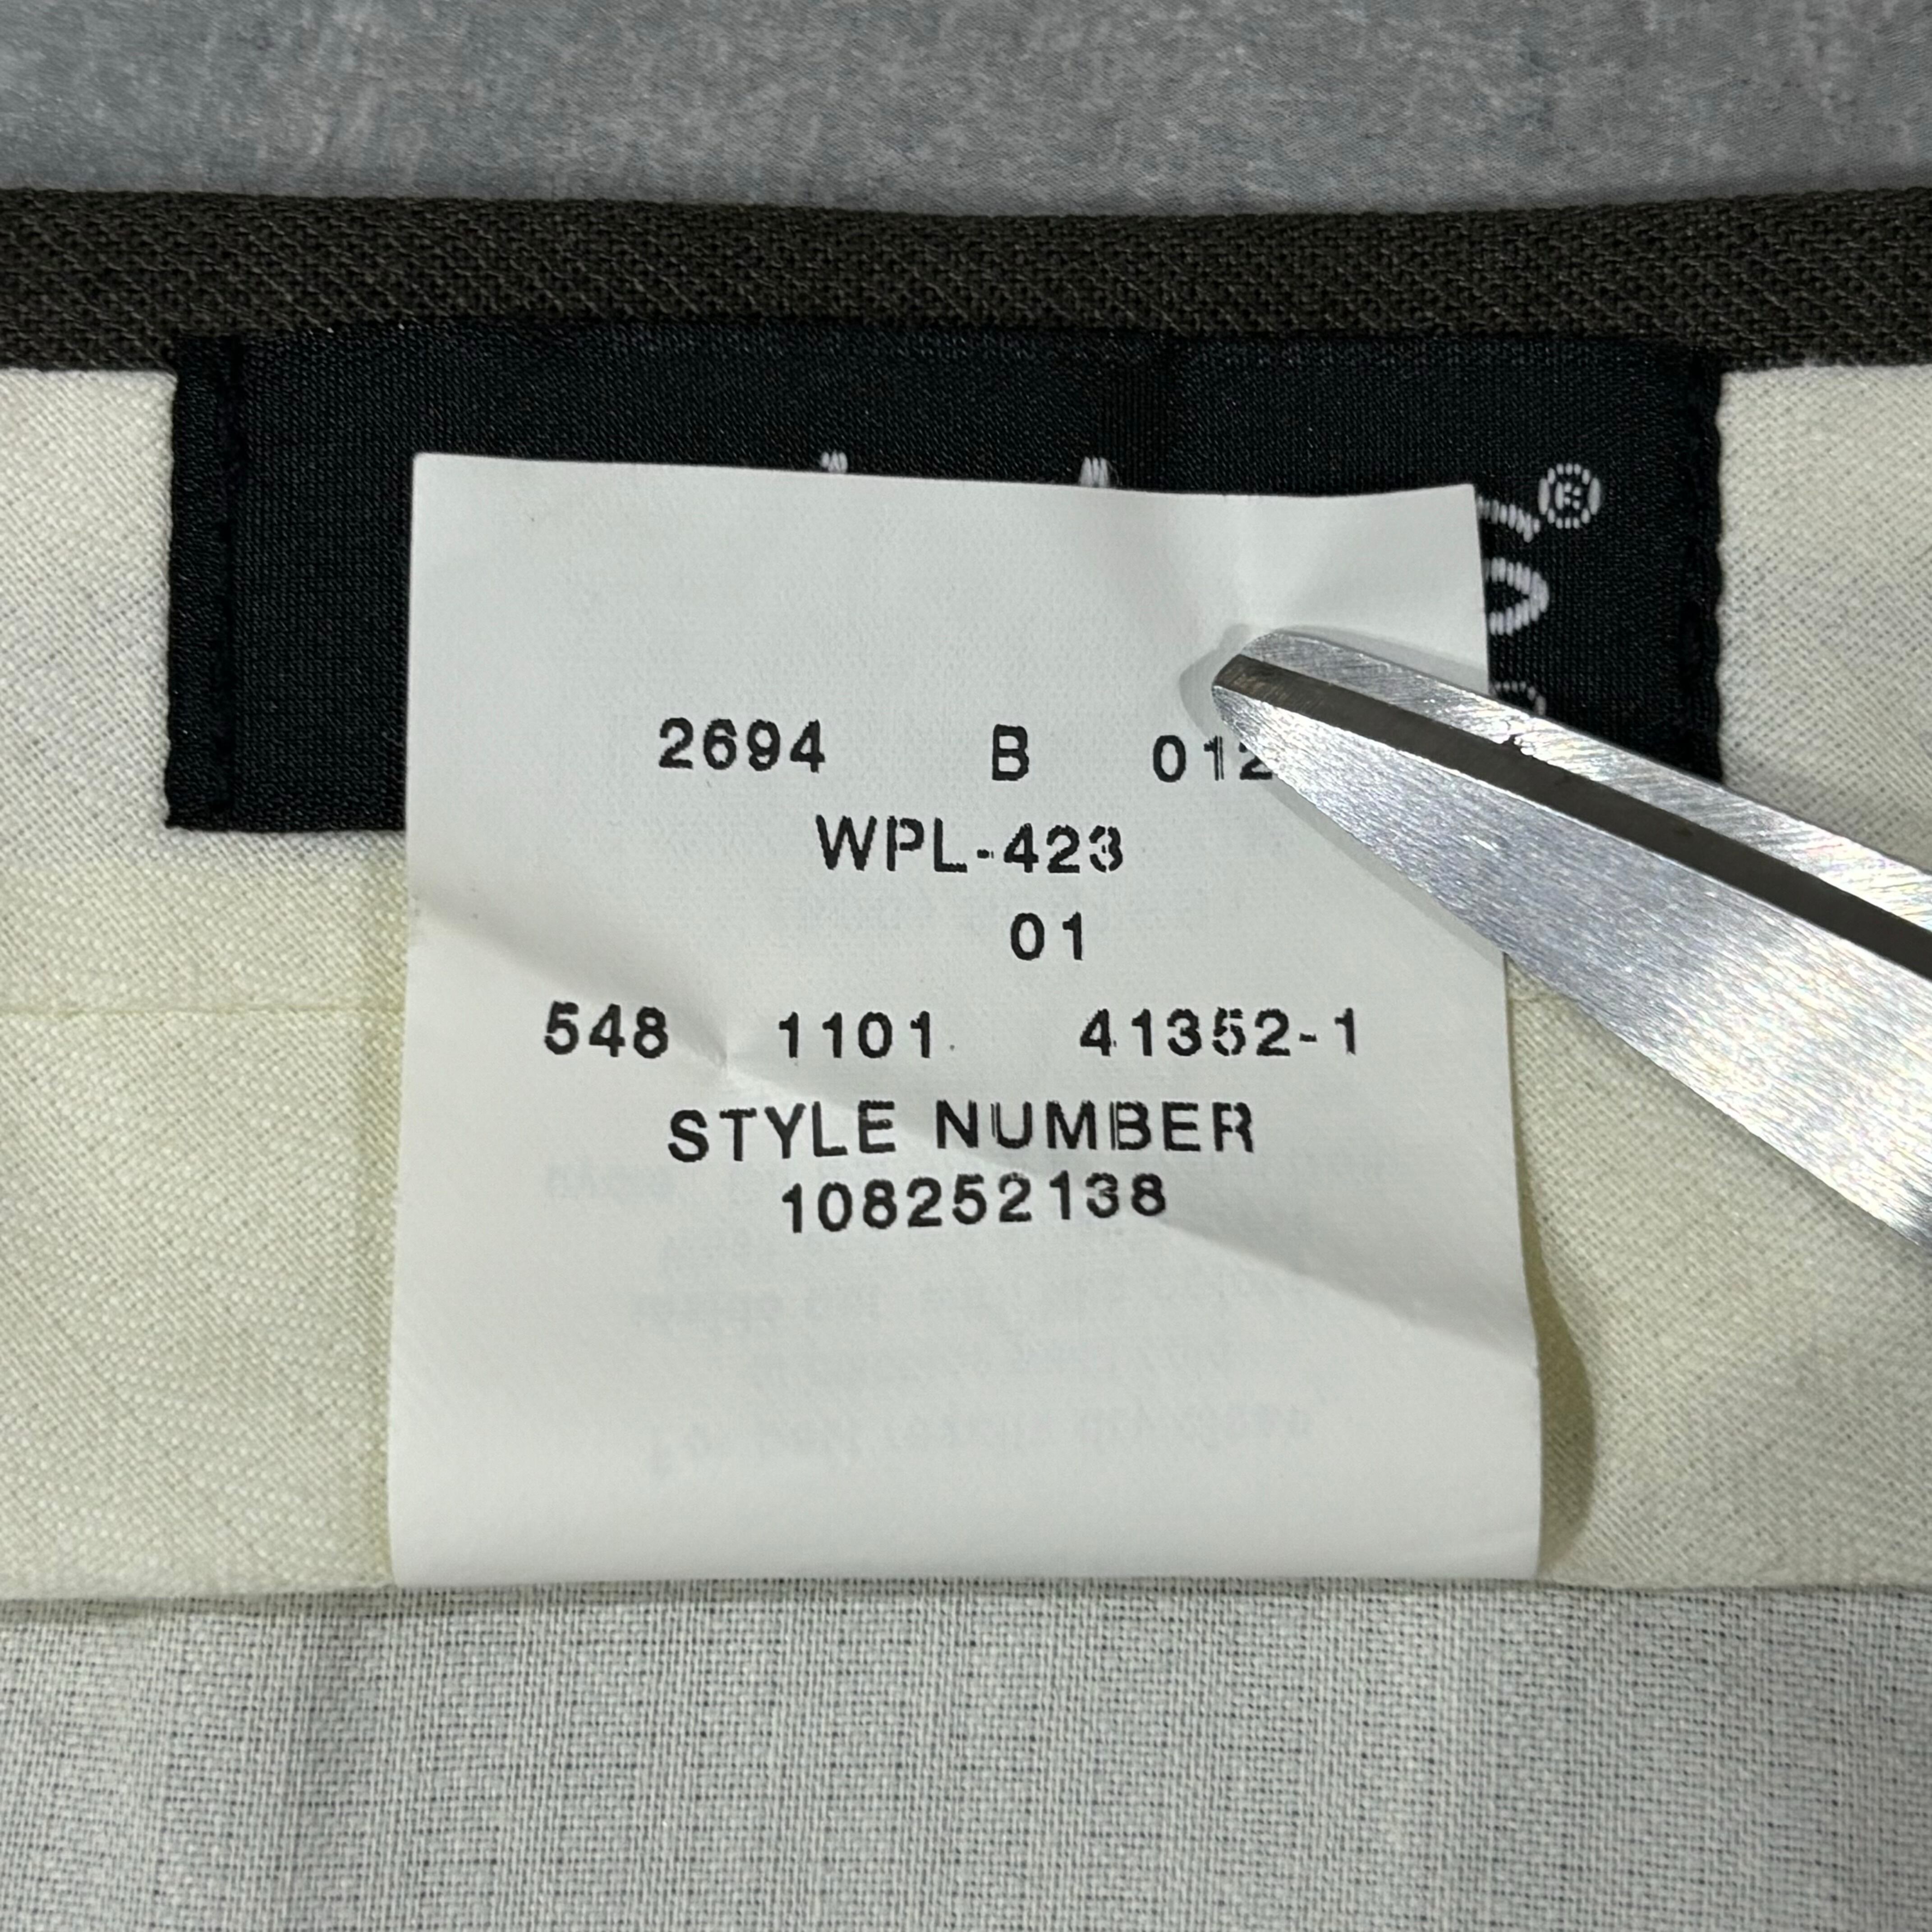 ®
2694 B 012
WPL-423
01
548 1101 41352-1
STYLE NUMBER
108252138